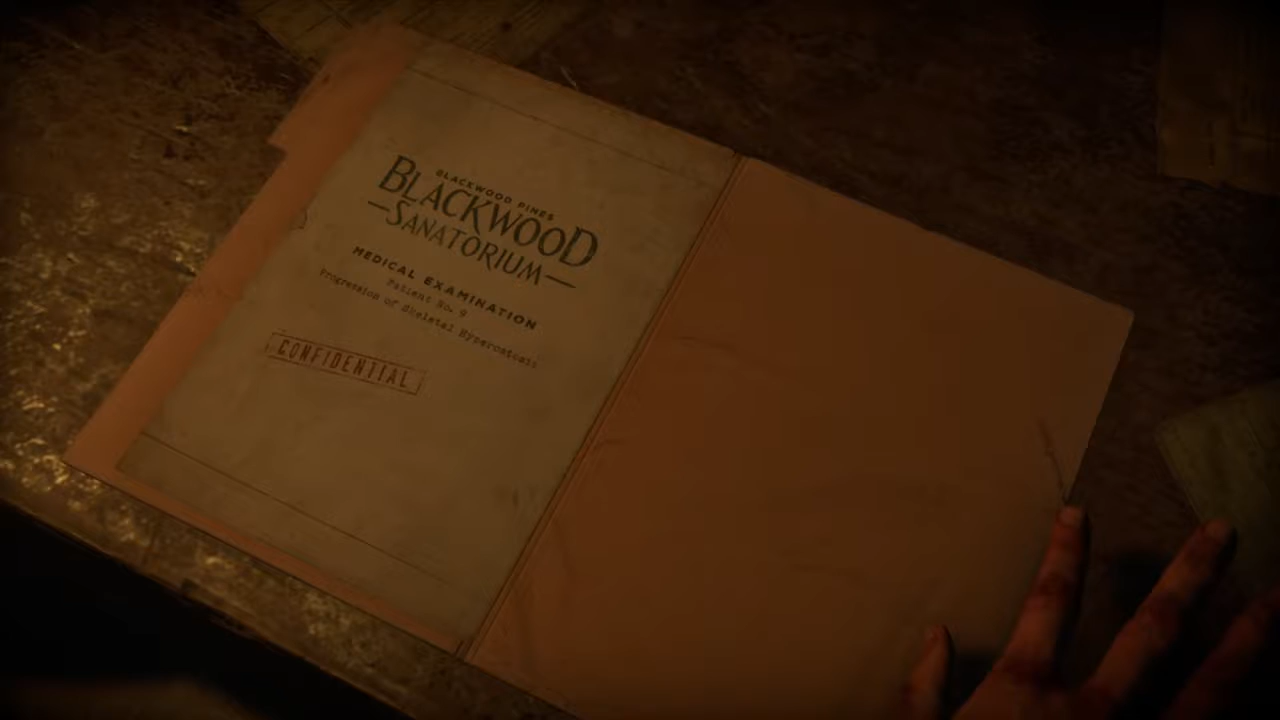 BLACKWOOD PINES
BLACKWOOD
SANATORIUM
MEDICAL EXAMINATION
Patient No. 9
Progression of Skeletal Hyperostosis
CONFIDENTIAL